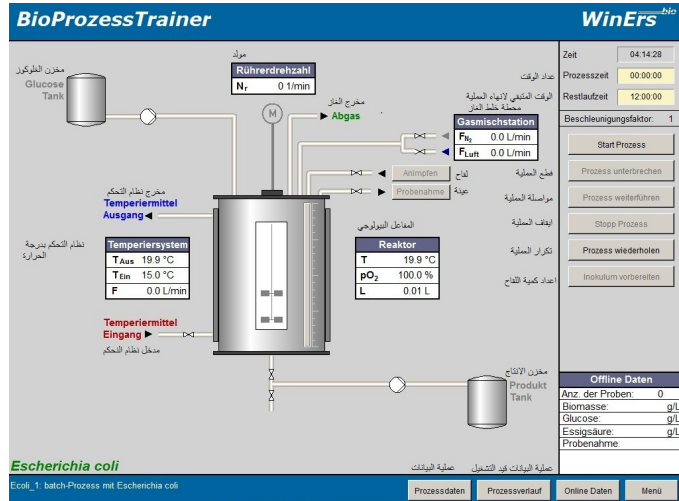 BioProzessTrainer
WinErs bio
Zeit 04:14:28
Prozesszeit 00:00:00
عداد الوقت
Restlaufzeit 12:00:00
الوقت المتبقي لانهاء العملية
Beschleunigungsfaktor: 1
Start Prozess
Prozess unterbrechen
قطع العملية
Prozess weiterführen
مواصلة العملية
Stopp Prozess
ايقاف العملية
Prozess wiederholen
تكرار العملية
Inokulum vorbereiten
اعداد كمية اللقاح
مخزن الغلوكوز
Glucose
Tank
مولد
Rührerdrehzahl
Nr 0 1/min
M
مخرج الغاز
Abgas
محطة خلط الغاز
Gasmischstation
FN2 0.0 L/min
FLuft 0.0 L/min
Animpfen
لقاح
Probenahme
عينة
مخرج نظام التحكم
Temperiermittel
Ausgang
نظام التحكم بدرجة
الحرارة
Temperiersystem
TAus 19.9 °C
TEin 15.0 °C
F 0.0 L/min
المفاعل البيولوجي
Reaktor
T 19.9 °C
pO2 100.0 %
L 0.01 L
Temperiermittel
Eingang
مدخل نظام التحكم
مخزن الانتاج
Produkt
Tank
Offline Daten
Anz. der Proben: 0
Biomasse: g/L
Glucose: g/L
Essigsäure: g/L
Probenahme:
Escherichia coli
عملية البيانات
عملية البيانات قيد التشغيل
Ecoli_1: batch-Prozess mit Escherichia coli
Prozessdaten
Prozessverlauf
Online Daten
Menü